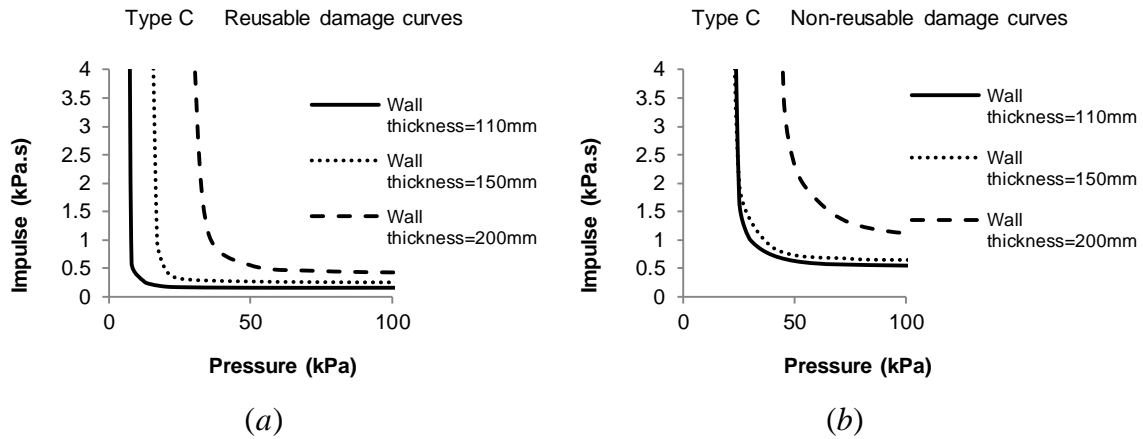 Type C Reusable damage curves
4
3.5
3
2.5
2
1.5
1
0.5
0
Impulse (kPa.s)
0 50 100
Pressure (kPa)
Wall
thickness=110mm
Wall
thickness=150mm
Wall
thickness=200mm
(a)
Type C Non-reusable damage curves
4
3.5
3
2.5
2
1.5
1
0.5
0
Impulse (kPa.s)
0 50 100
Pressure (kPa)
Wall
thickness=110mm
Wall
thickness=150mm
Wall
thickness=200mm
(b)